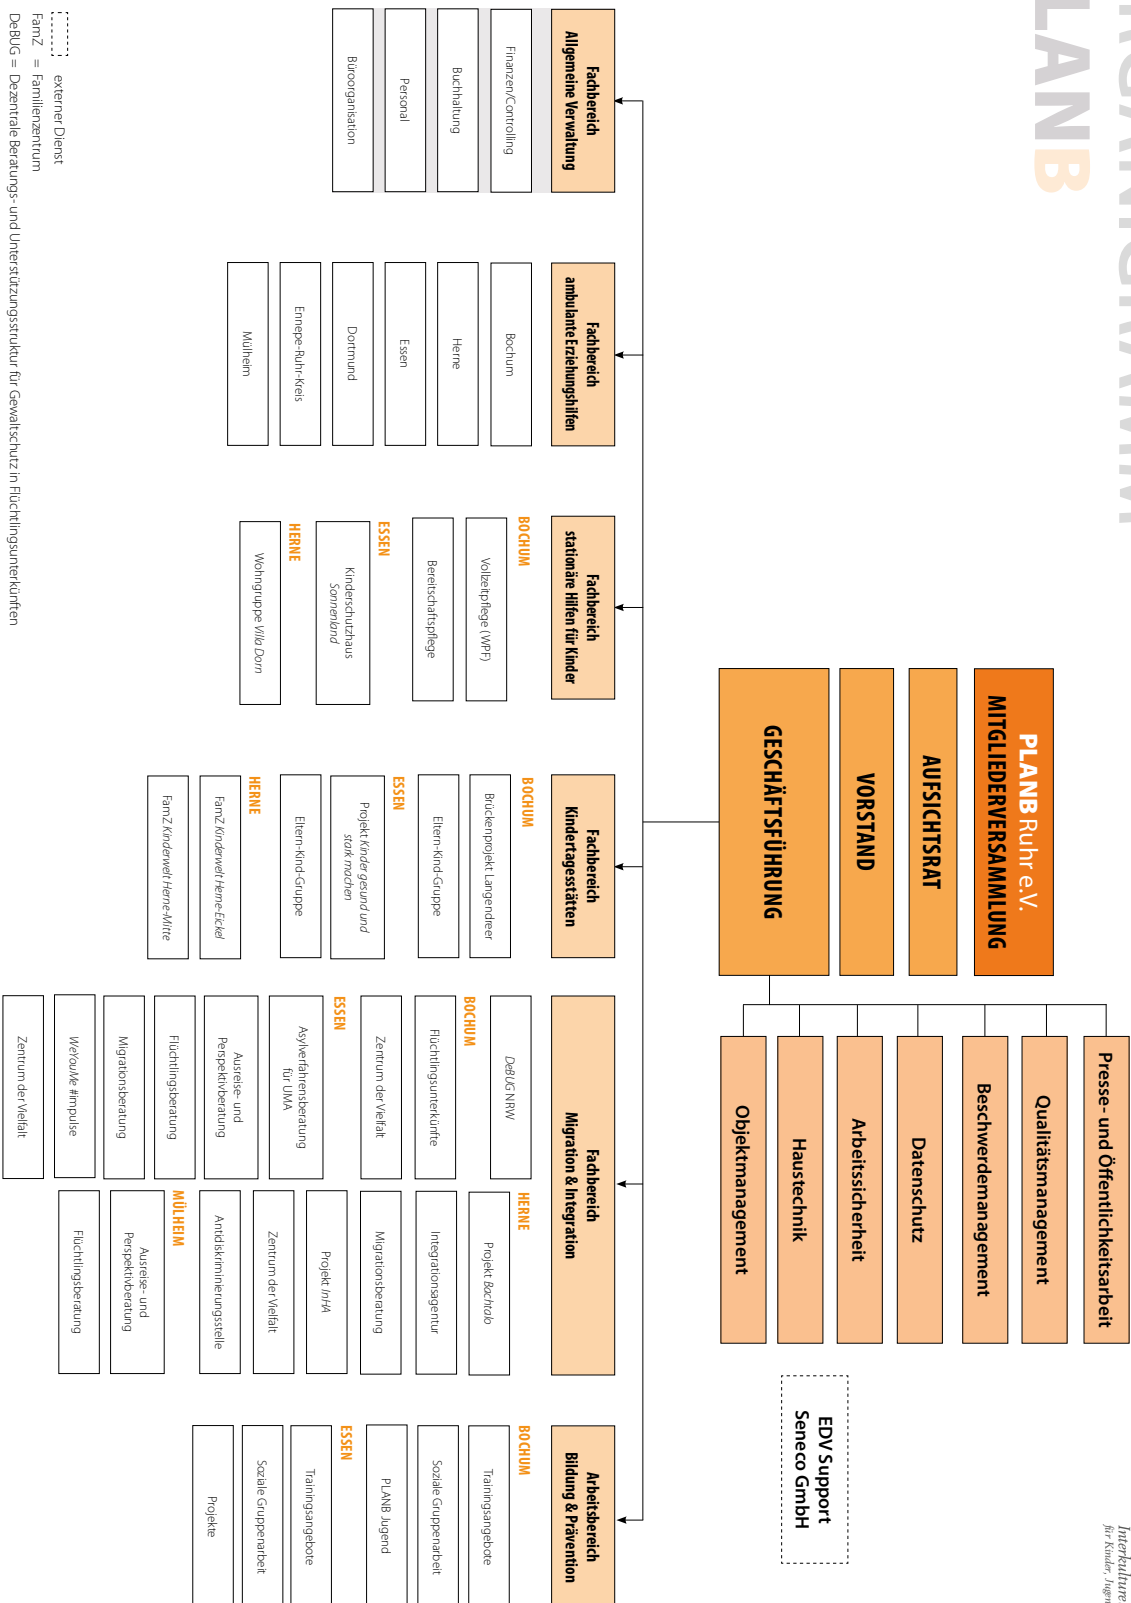 PLANB Ruhr e.V.
MITGLIEDERVERSAMMLUNG
AUFSICHTSRAT
VORSTAND
GESCHÄFTSFÜHRUNG
Presse- und Öffentlichkeitsarbeit
Qualitätsmanagement
Beschwerdemanagement
Datenschutz
Arbeitssicherheit
Haustechnik
Objektmanagement
EDV Support
Seneco GmbH
Fachbereich
Allgemeine Verwaltung
Finanzen/Controlling
Buchhaltung
Personal
Büroorganisation
Fachbereich
ambulante Erziehungshilfen
Bochum
Herne
Essen
Dortmund
Ennepe-Ruhr-Kreis
Mülheim
Fachbereich
stationäre Hilfen für Kinder
BOCHUM
Vollzeitpflege (WPF)
Bereitschaftspflege
ESSEN
Kinderschutzhaus
Sonnenland
HERNE
Wohngruppe Villa Dorn
Fachbereich
Kindertagesstätten
BOCHUM
Brückenprojekt Langendreer
Eltern-Kind-Gruppe
ESSEN
Projekt Kinder gesund und
stark machen
Eltern-Kind-Gruppe
HERNE
FamZ Kinderwelt Herne-Eickel
FamZ Kinderwelt Herne-Mitte
Fachbereich
Migration & Integration
DeBUG NRW
BOCHUM
Flüchtlingsunterkünfte
Zentrum der Vielfalt
ESSEN
Asylverfahrensberatung
für UMA
Ausreise- und
Perspektivberatung
Flüchtlingsberatung
Migrationsberatung
WeYouMe #impulse
Zentrum der Vielfalt
HERNE
Projekt Bachtalo
Integrationsagentur
Migrationsberatung
Projekt InHA
Zentrum der Vielfalt
Antidiskriminierungsstelle
MÜLHEIM
Ausreise- und
Perspektivberatung
Flüchtlingsberatung
Arbeitsbereich
Bildung & Prävention
BOCHUM
Trainingsangebote
Soziale Gruppenarbeit
PLANB Jugend
ESSEN
Trainingsangebote
Soziale Gruppenarbeit
Projekte
externer Dienst
FamZ = Familienzentrum
DeBUG = Dezentrale Beratungs- und Unterstützungsstruktur für Gewaltschutz in Flüchtlingsunterkünften
LANB
für Kinder,